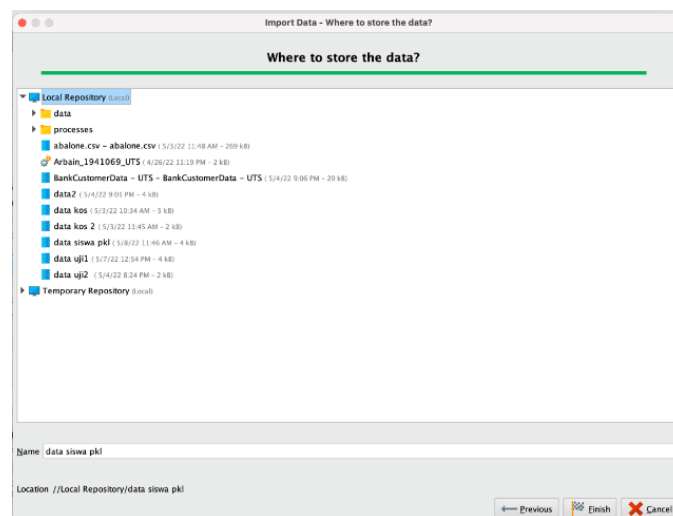 Import Data - Where to store the data?
Where to store the data?
Local Repository (Local)
data
processes
abalone.csv - abalone.csv (5/3/22 11:48 AM - 269 kB)
Arbain_1941069_UTS (4/26/22 11:19 PM - 2 kB)
BankCustomerData - UTS - BankCustomerData - UTS (5/4/22 9:06 PM - 20 kB)
data2 (5/4/22 9:01 PM - 4 kB)
data kos (5/3/22 10:34 AM - 5 kB)
data kos 2 (5/3/22 11:45 AM - 2 kB)
data siswa pkl (5/8/22 11:46 AM - 4 kB)
data uji1 (5/7/22 12:54 PM - 4 kB)
data uji2 (5/4/22 8:24 PM - 2 kB)
Temporary Repository (Local)
Name data siswa pkl
Location //Local Repository/data siswa pkl
Previous Finish Cancel